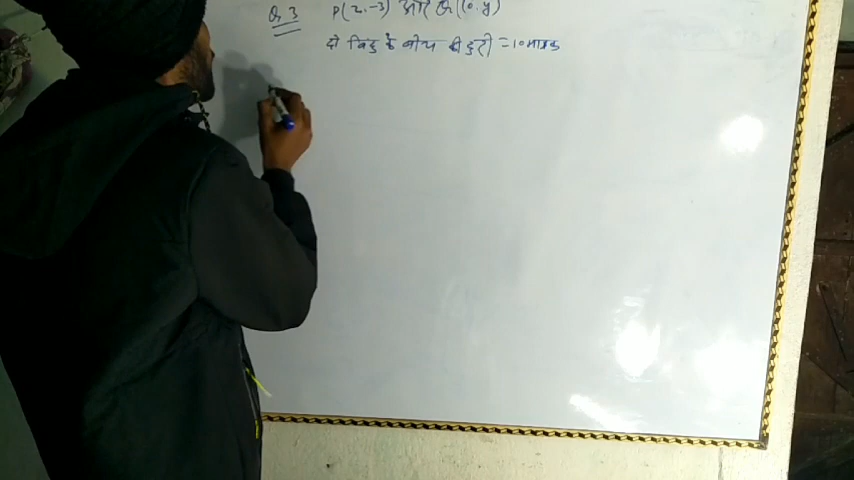 Q.3 P(2,-3) और Q(10,y)
दो बिंदु के बीच की दुरी =10 मात्रक